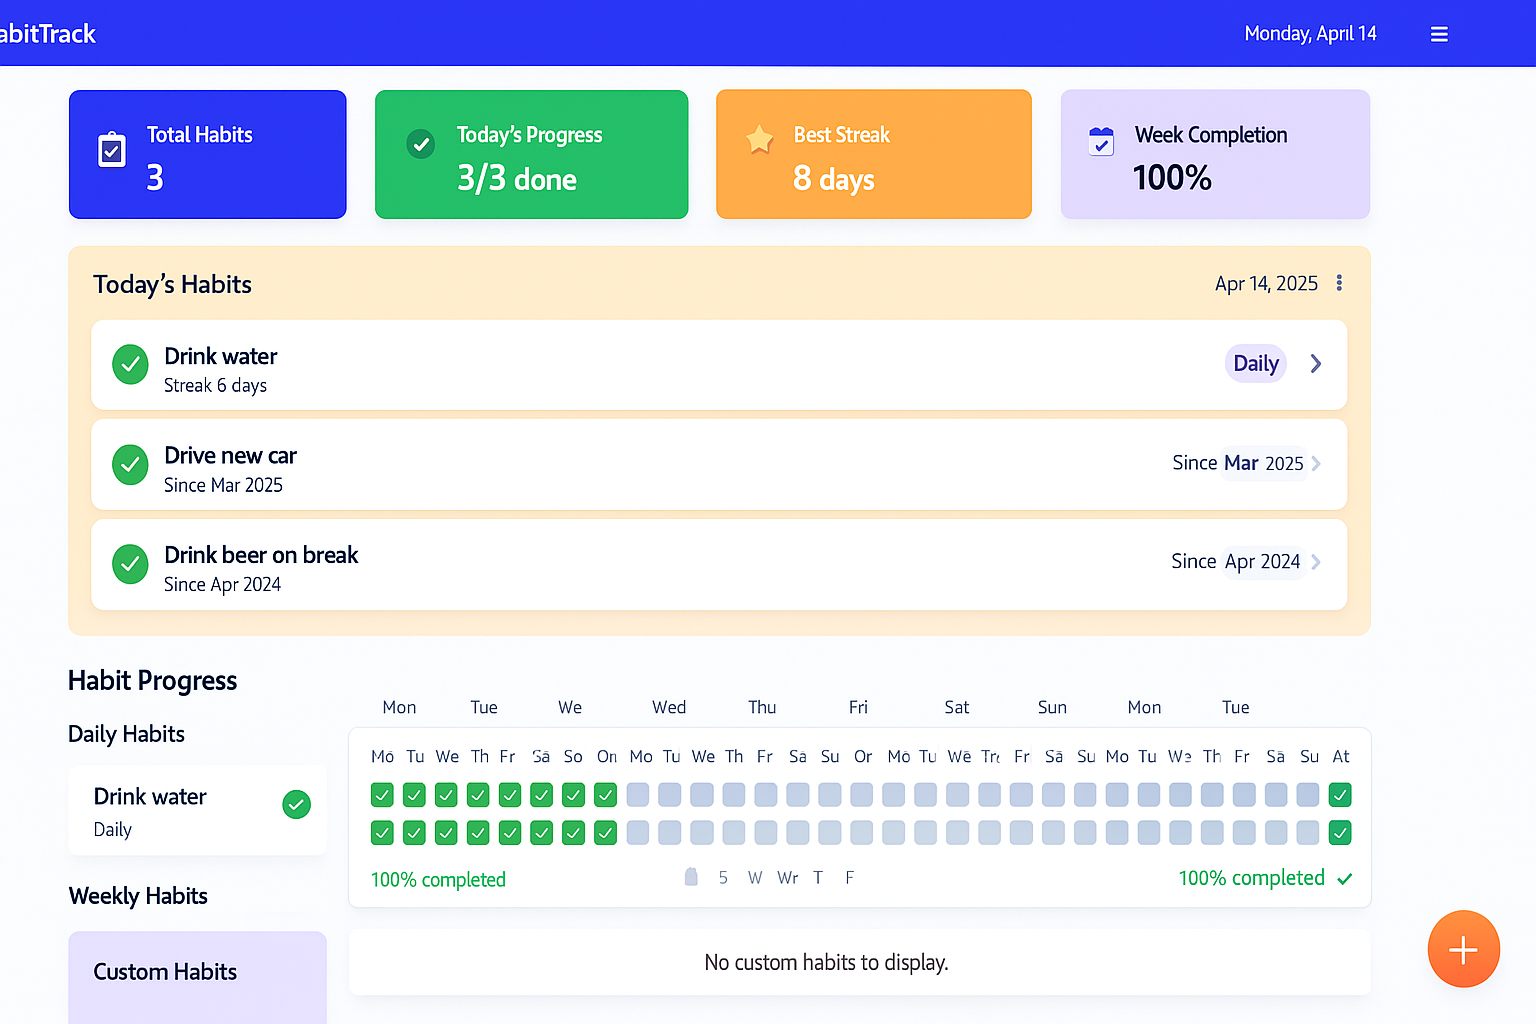 abitTrack
Monday, April 14
Total Habits
3
Today's Progress
3/3 done
Best Streak
8 days
Week Completion
100%
Today's Habits
Apr 14, 2025
Drink water
Streak 6 days
Daily
Drive new car
Since Mar 2025
Since Mar 2025
Drink beer on break
Since Apr 2024
Since Apr 2024
Habit Progress
Mon Tue We Wed Thu Fri Sat Sun Mon Tue
Daily Habits
Mo Tu We Th Fr Sa So On Mo Tu We Th Fr Sa Su Or Mo Tu We Fr Sa Su Mo Tu We Th Fr Sa Su At
Drink water
Daily
100% completed
5 W Wr T F
100% completed
Weekly Habits
Custom Habits
No custom habits to display.